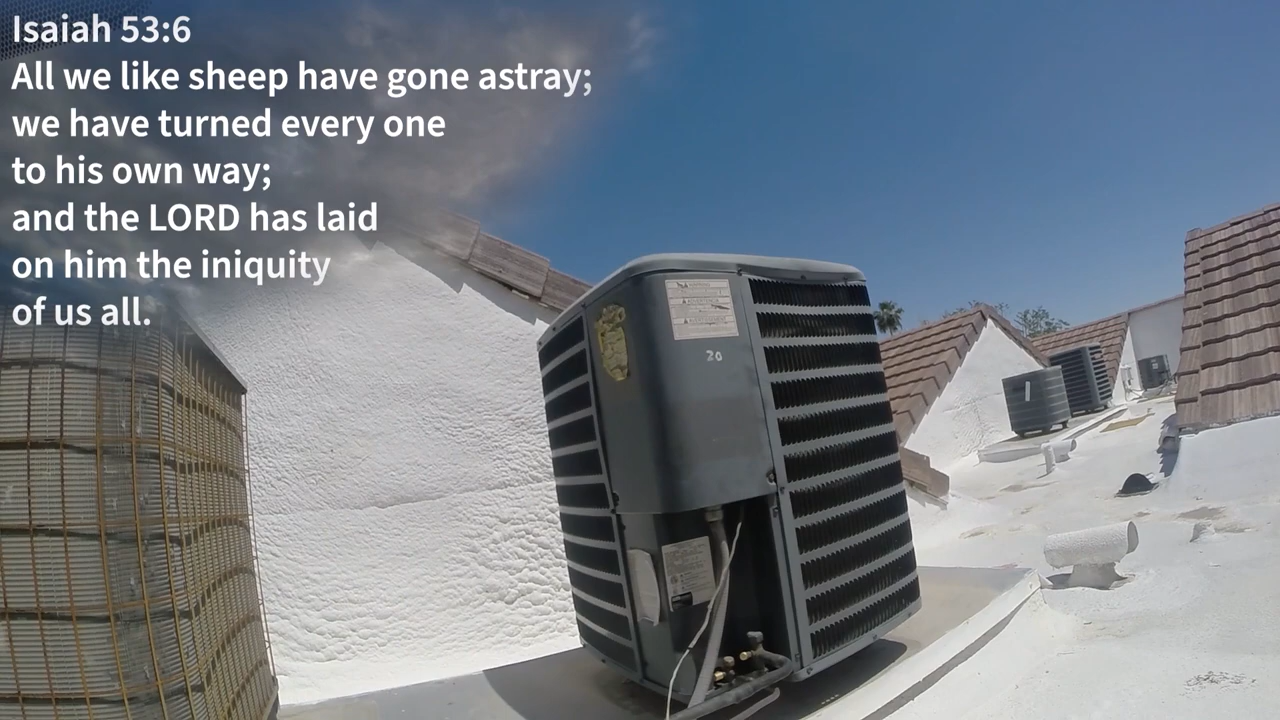 Isaiah 53:6
All we like sheep have gone astray;
we have turned every one
to his own way;
and the LORD has laid
on him the iniquity
of us all.
20